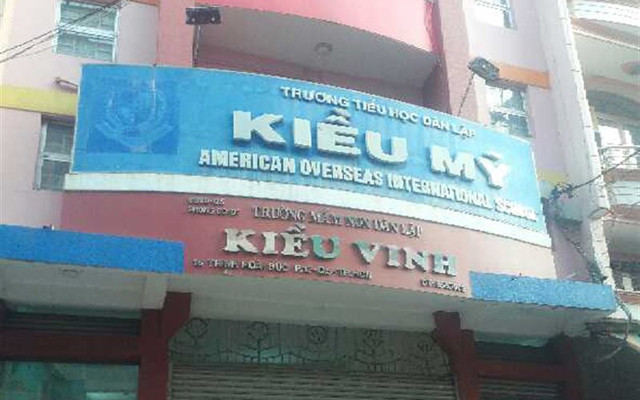 TRƯỜNG TIỂU HỌC DÂN LẬP
KIỀU MỸ
AMERICAN OVERSEAS INTERNATIONAL SCHOOL
TRƯỜNG MẦM NON DÂN LẬP
KIỀU VINH